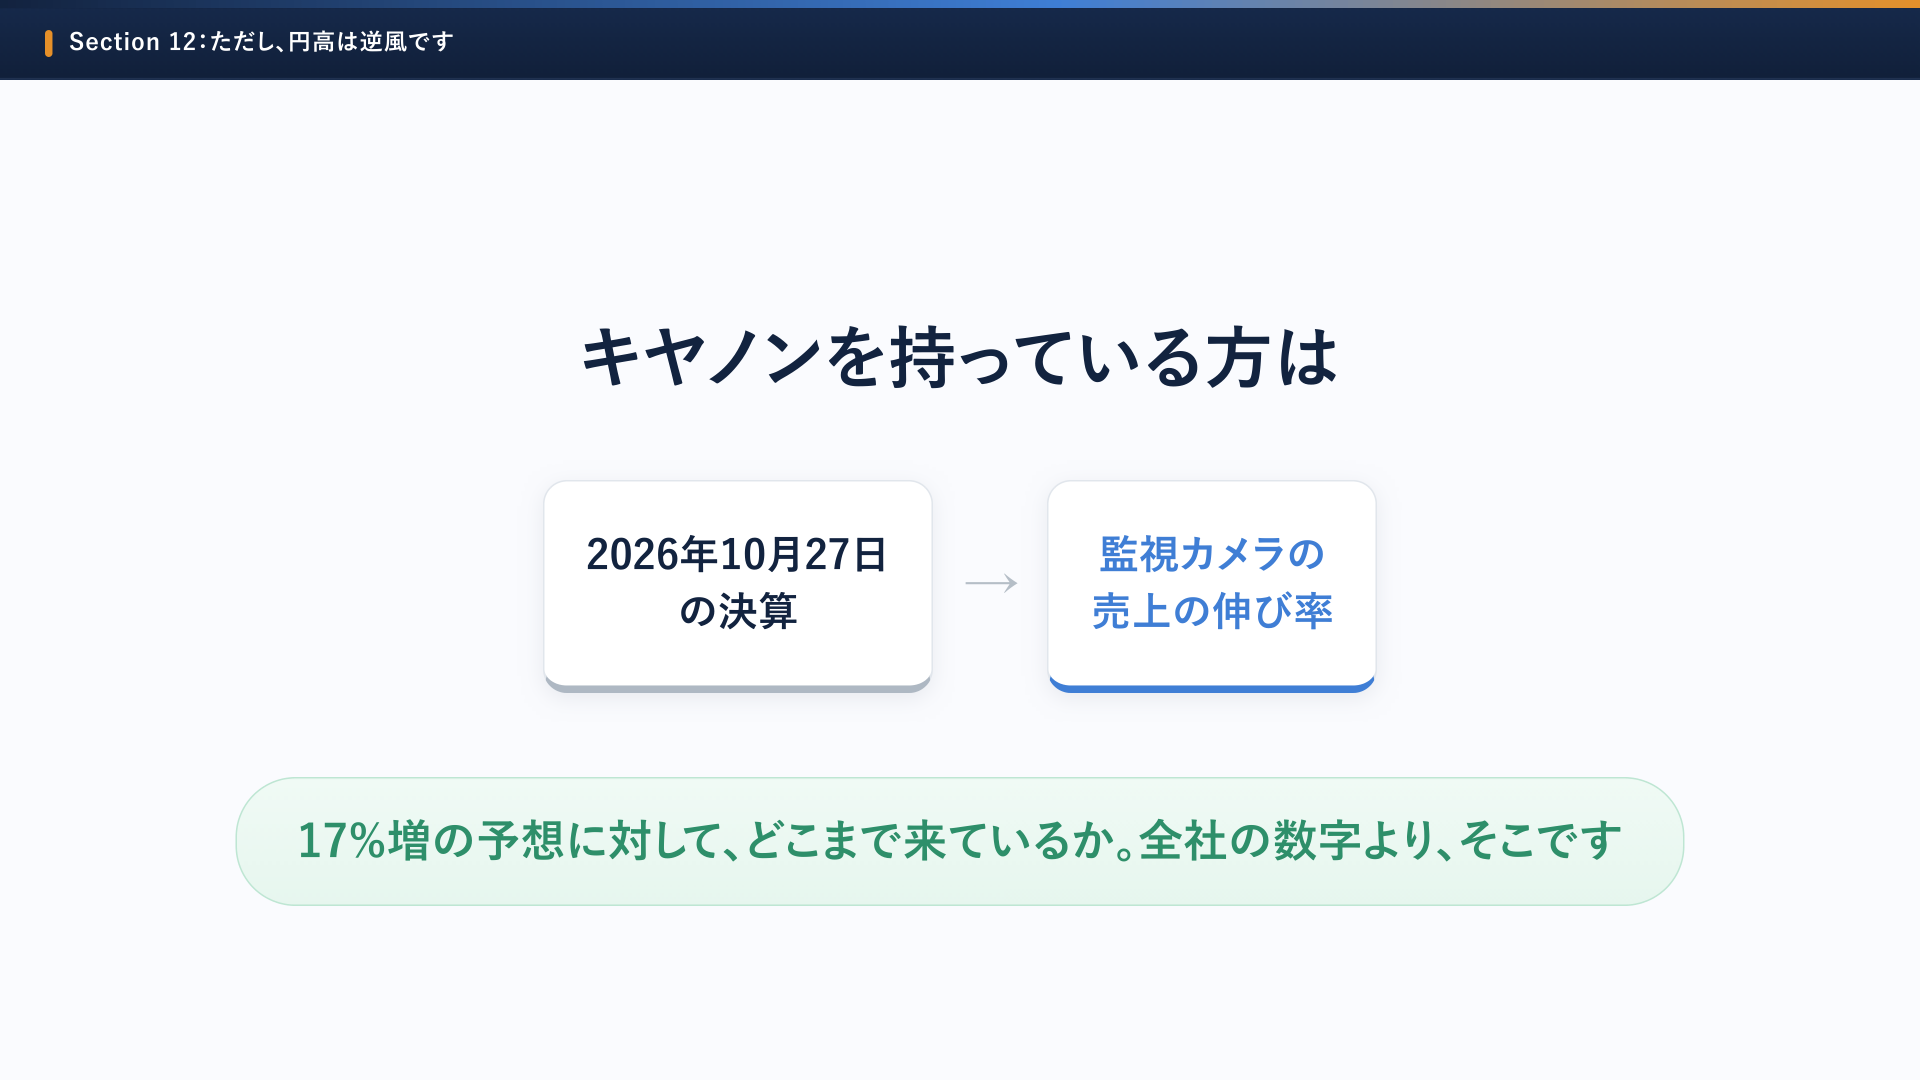 Section 12：ただし、円高は逆風です
キヤノンを持っている方は
2026年10月27日
の決算
→
監視カメラの
売上の伸び率
17%増の予想に対して、どこまで来ているか。全社の数字より、そこです